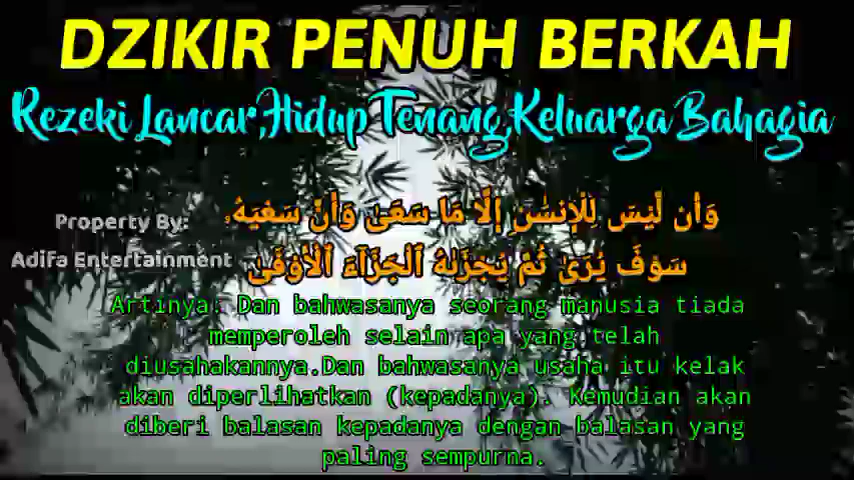 DZIKIR PENUH BERKAH
Rezeki Lancar,Hidup Tenang,Keluarga Bahagia
وَأَن لَّيْسَ لِلْإِنسَٰنِ إِلَّا مَا سَعَىٰ وَأَنَّ سَعْيَهُۥ
سَوْفَ يُرَىٰ ثُمَّ يُجْزَىٰهُ ٱلْجَزَآءَ ٱلْأَوْفَىٰ
Property By:
Adifa Entertainment
Artinya: Dan bahwasanya seorang manusia tiada
memperoleh selain apa yang telah
diusahakannya.Dan bahwasanya usaha itu kelak
akan diperlihatkan (kepadanya). Kemudian akan
diberi balasan kepadanya dengan balasan yang
paling sempurna.